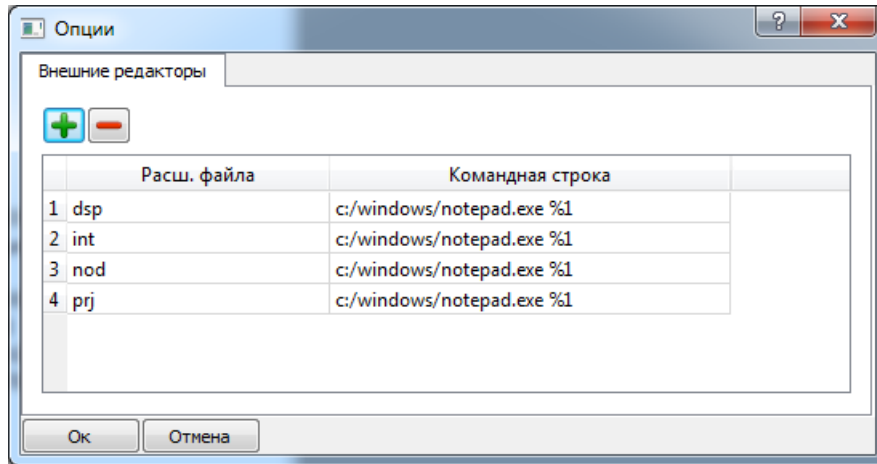 Опции
Внешние редакторы
Расш. файла Командная строка
1 dsp c:/windows/notepad.exe %1
2 int c:/windows/notepad.exe %1
3 nod c:/windows/notepad.exe %1
4 prj c:/windows/notepad.exe %1
Ок Отмена